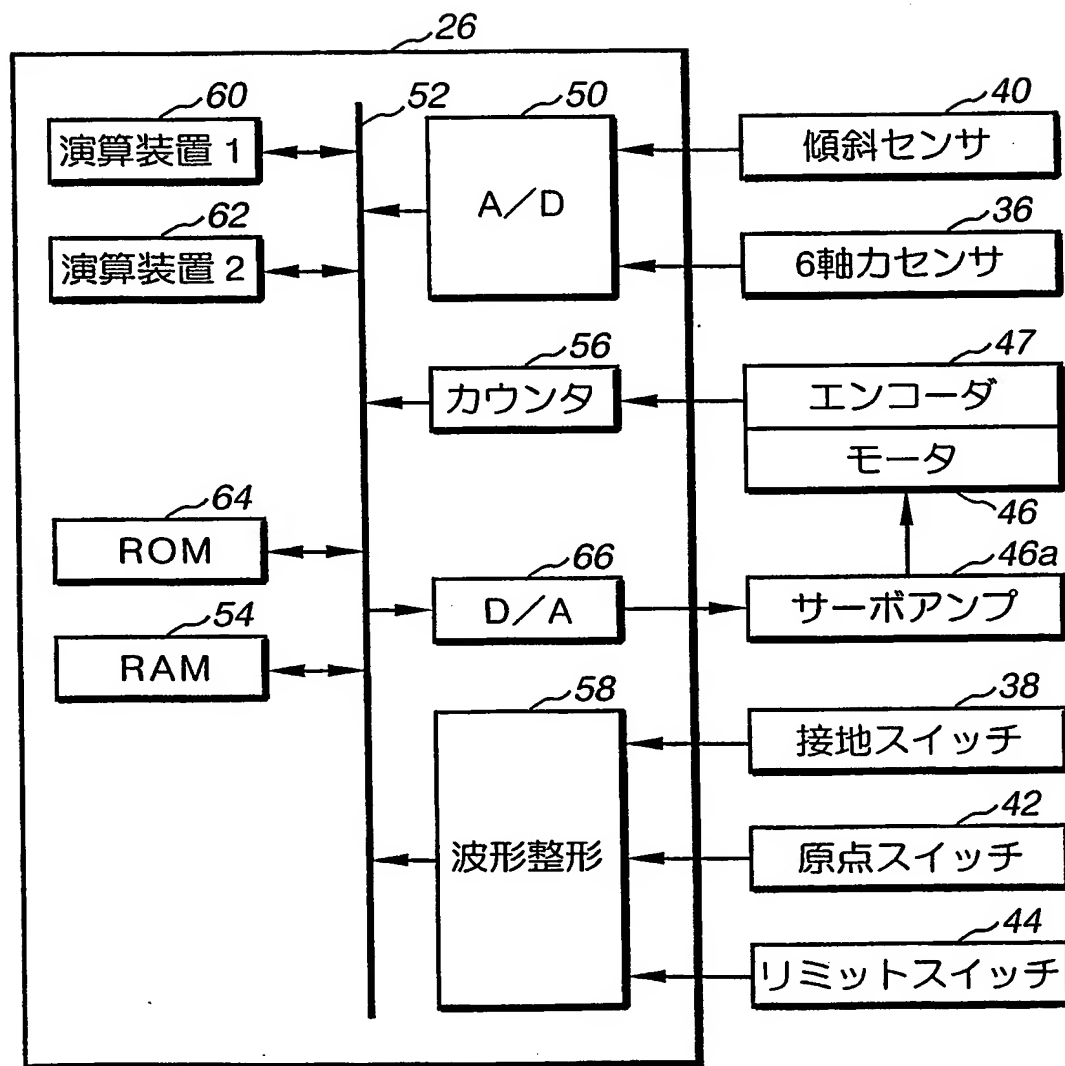 26
60
52
50
40
演算装置1
A/D
傾斜センサ
62
36
演算装置2
6軸力センサ
56
47
カウンタ
エンコーダ
モータ
64
46
ROM
66
46a
D/A
サーボアンプ
54
RAM
58
38
接地スイッチ
42
波形整形
原点スイッチ
44
リミットスイッチ